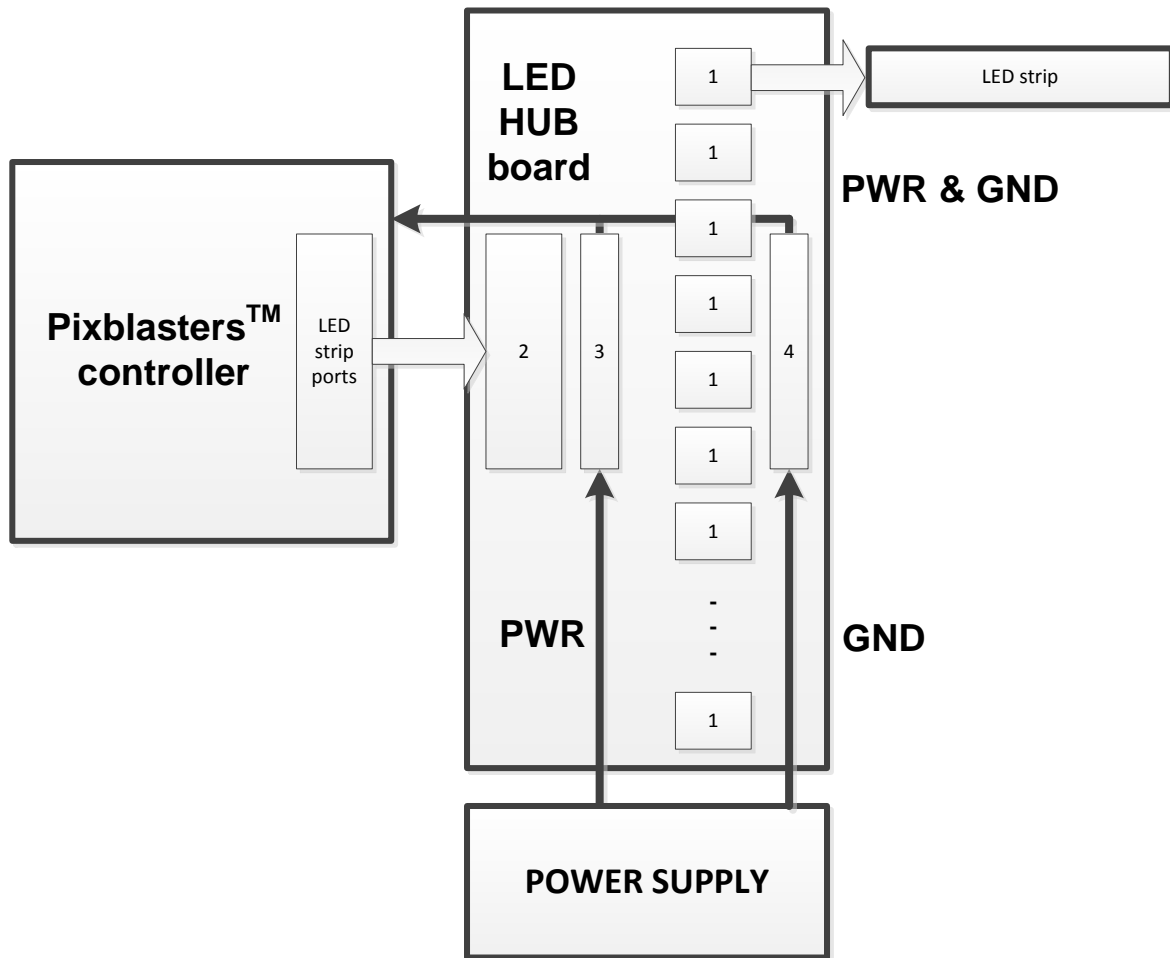 LED
HUB
board
1
LED strip
1
PWR & GND
1
Pixblasters™
controller
LED
strip
ports
2
3
1
4
1
1
1
PWR
GND
-
-
-
1
POWER SUPPLY